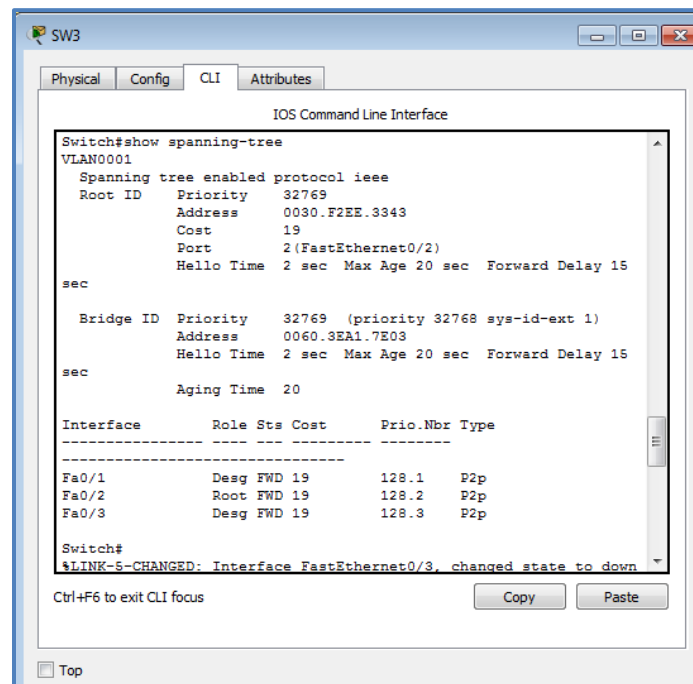 SW3
Physical Config CLI Attributes
IOS Command Line Interface
Switch#show spanning-tree
VLAN0001
  Spanning tree enabled protocol ieee
  Root ID    Priority    32769
             Address     0030.F2EE.3343
             Cost        19
             Port        2(FastEthernet0/2)
             Hello Time  2 sec  Max Age 20 sec  Forward Delay 15
sec

  Bridge ID  Priority    32769  (priority 32768 sys-id-ext 1)
             Address     0060.3EA1.7E03
             Hello Time  2 sec  Max Age 20 sec  Forward Delay 15
sec
             Aging Time  20

Interface        Role Sts Cost      Prio.Nbr Type
---------------- ---- --- --------- --------
--------------------------------
Fa0/1            Desg FWD 19        128.1    P2p
Fa0/2            Root FWD 19        128.2    P2p
Fa0/3            Desg FWD 19        128.3    P2p

Switch#
%LINK-5-CHANGED: Interface FastEthernet0/3, changed state to down
Ctrl+F6 to exit CLI focus
Copy Paste
Top